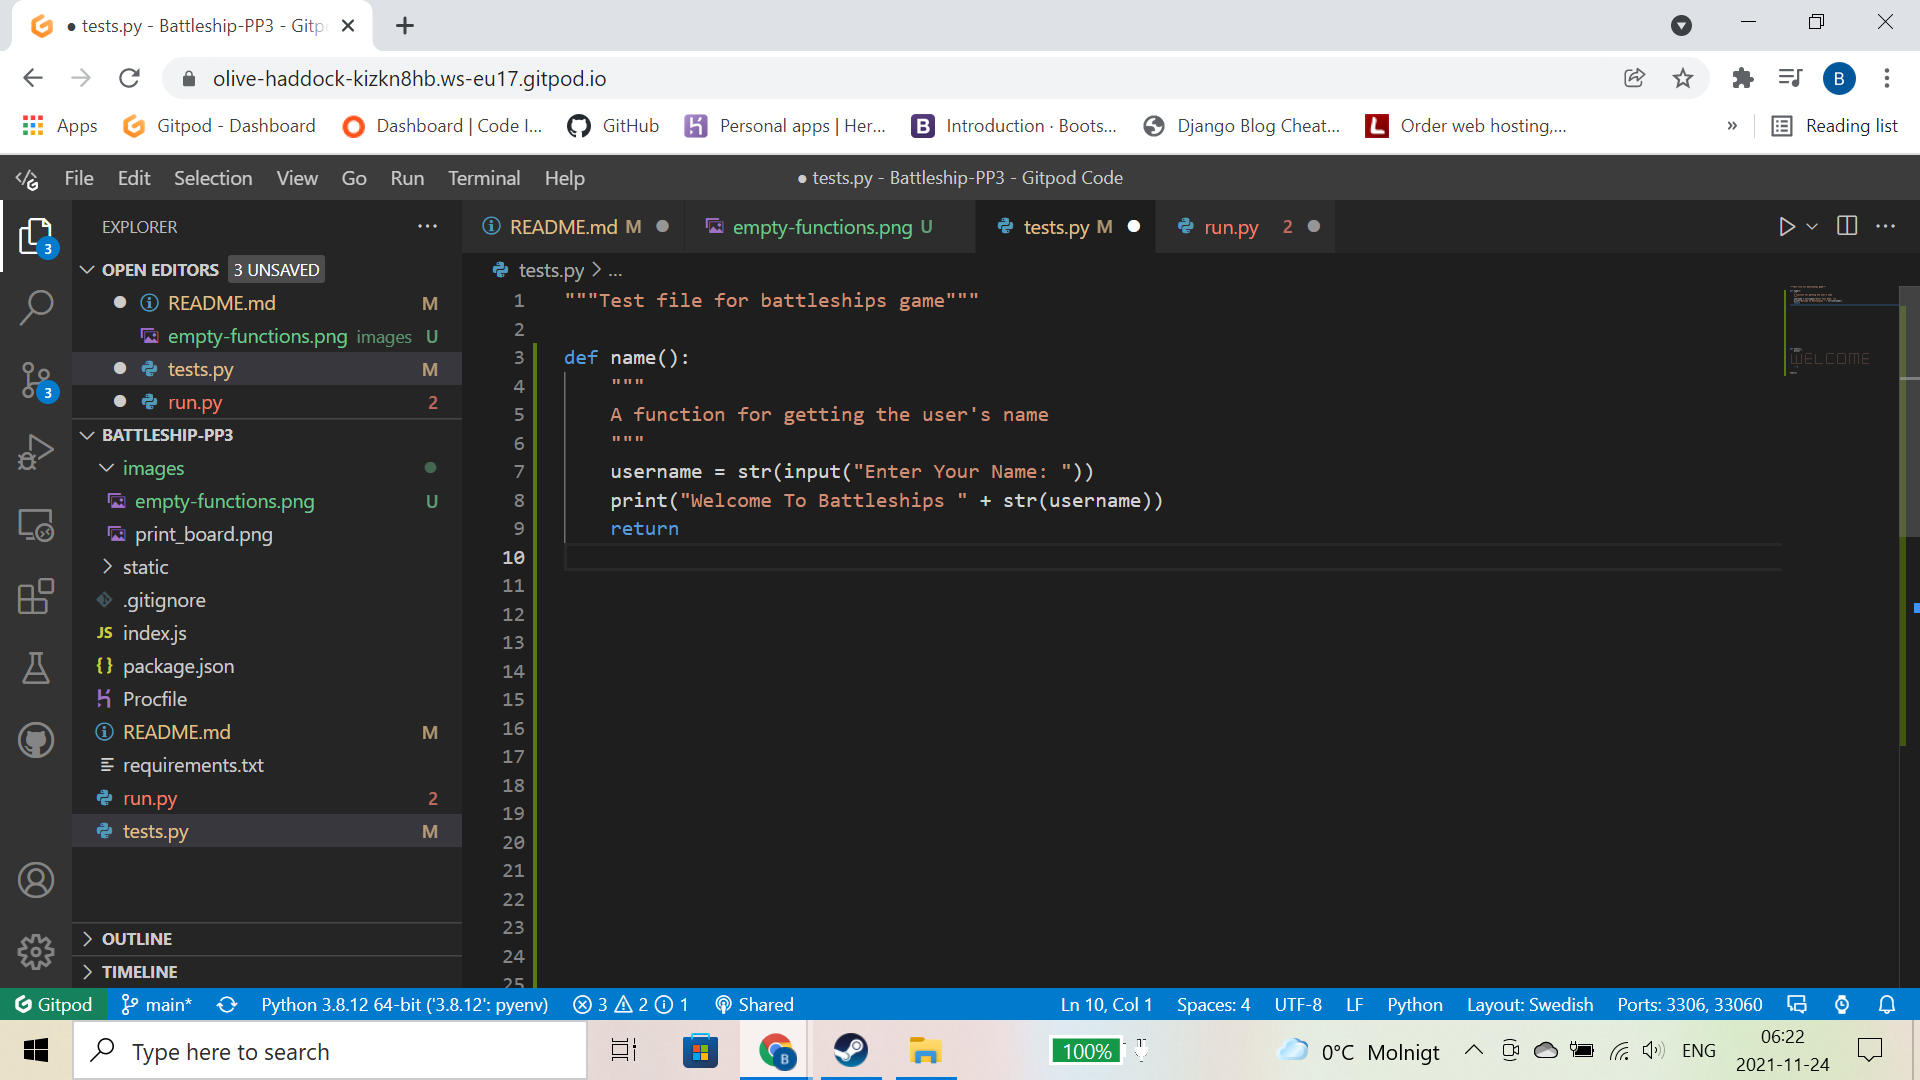 tests.py - Battleship-PP3 - Gitp
olive-haddock-kizkn8hb.ws-eu17.gitpod.io
B
Apps
Gitpod - Dashboard
Dashboard | Code I...
GitHub
Personal apps | Her...
Introduction · Boots...
Django Blog Cheat...
Order web hosting,...
»
Reading list
File Edit Selection View Go Run Terminal Help
● tests.py - Battleship-PP3 - Gitpod Code
EXPLORER
README.md M
empty-functions.png U
tests.py M
run.py 2
3
OPEN EDITORS 3 UNSAVED
tests.py > ...
README.md M
empty-functions.png images U
tests.py M
run.py 2
3
BATTLESHIP-PP3
images
empty-functions.png U
print_board.png
static
.gitignore
JS index.js
{} package.json
Procfile
README.md M
requirements.txt
run.py 2
tests.py M
OUTLINE
TIMELINE
1 """Test file for battleships game"""
2
3 def name():
4 """
5 A function for getting the user's name
6 """
7 username = str(input("Enter Your Name: "))
8 print("Welcome To Battleships " + str(username))
9 return
10
11
12
13
14
15
16
17
18
19
20
21
22
23
24
25
WELCOME
Gitpod main* Python 3.8.12 64-bit ('3.8.12': pyenv) 3 2 1 Shared Ln 10, Col 1 Spaces: 4 UTF-8 LF Python Layout: Swedish Ports: 3306, 33060
Type here to search
B
100%
0°C Molnigt
ENG
06:22
2021-11-24